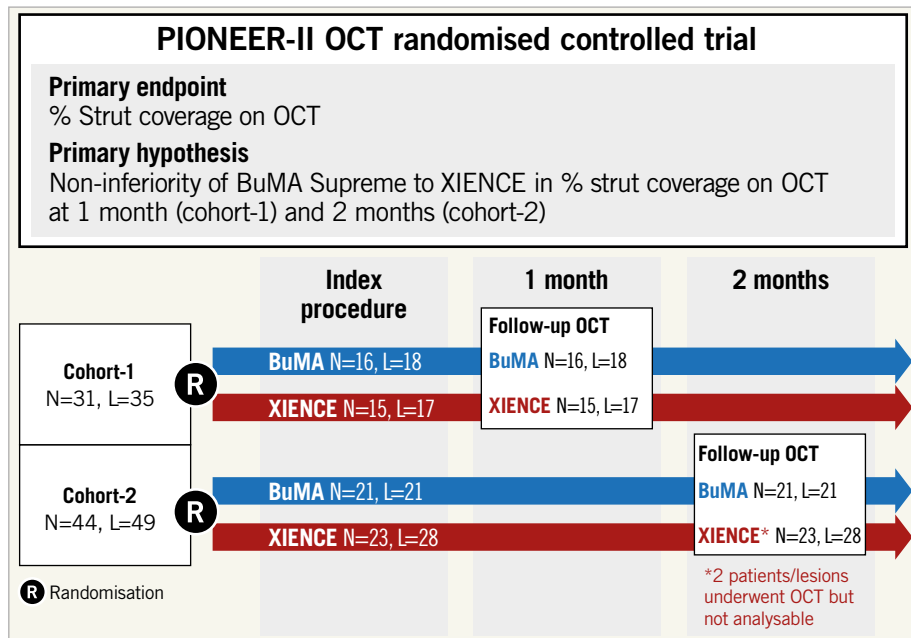 PIONEER-II OCT randomised controlled trial
Primary endpoint
% Strut coverage on OCT
Primary hypothesis
Non-inferiority of BuMA Supreme to XIENCE in % strut coverage on OCT
at 1 month (cohort-1) and 2 months (cohort-2)
Index
procedure
1 month
2 months
Cohort-1
N=31, L=35
R
BuMA N=16, L=18
XIENCE N=15, L=17
Follow-up OCT
BuMA N=16, L=18
XIENCE N=15, L=17
Cohort-2
N=44, L=49
R
BuMA N=21, L=21
XIENCE N=23, L=28
Follow-up OCT
BuMA N=21, L=21
XIENCE* N=23, L=28
*2 patients/lesions
underwent OCT but
not analysable
R Randomisation